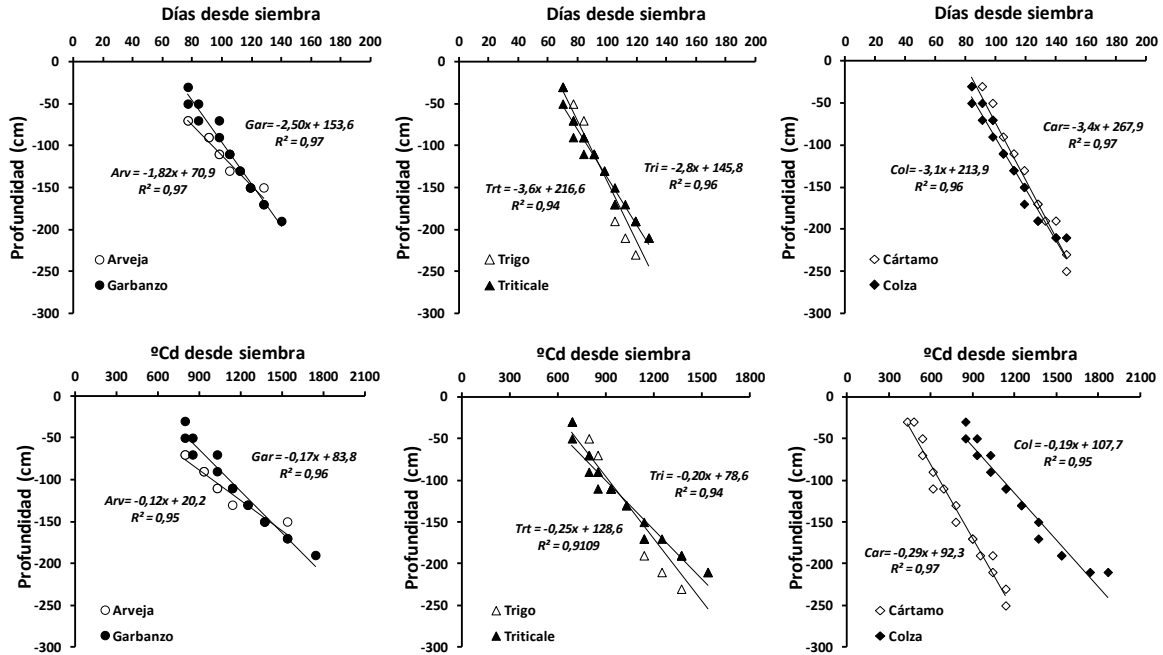 Días desde siembra
0 20 40 60 80 100 120 140 160 180 200
Profundidad (cm)
0
-50
-100
-150
-200
-250
-300
Gar= -2,50x + 153,6
R² = 0,97
Arv = -1,82x + 70,9
R² = 0,97
Arveja
Garbanzo
Días desde siembra
0 20 40 60 80 100 120 140 160 180 200
Profundidad (cm)
0
-50
-100
-150
-200
-250
-300
Tri= -2,8x + 145,8
R² = 0,96
Trt= -3,6x + 216,6
R² = 0,94
Trigo
Triticale
Días desde siembra
0 20 40 60 80 100 120 140 160 180 200
Profundidad (cm)
0
-50
-100
-150
-200
-250
-300
Car= -3,4x + 267,9
R² = 0,97
Col= -3,1x + 213,9
R² = 0,96
Cártamo
Colza
ºCd desde siembra
0 300 600 900 1200 1500 1800 2100
Profundidad (cm)
0
-50
-100
-150
-200
-250
-300
Gar= -0,17x + 83,8
R² = 0,96
Arv= -0,12x + 20,2
R² = 0,95
Arveja
Garbanzo
ºCd desde siembra
0 300 600 900 1200 1500 1800 2100
Profundidad (cm)
0
-50
-100
-150
-200
-250
-300
Tri= -0,20x + 78,6
R² = 0,94
Trt= -0,25x + 128,6
R² = 0,9109
Trigo
Triticale
ºCd desde siembra
0 300 600 900 1200 1500 1800 2100
Profundidad (cm)
0
-50
-100
-150
-200
-250
-300
Col= -0,19x + 107,7
R² = 0,95
Car= -0,29x + 92,3
R² = 0,97
Cártamo
Colza